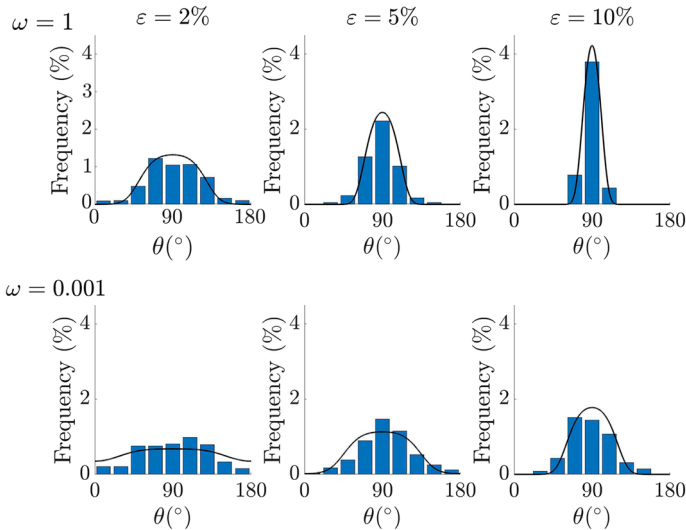 ω = 1
ε = 2%
ε = 5%
ε = 10%
Frequency (%)
4
3
2
1
0
0
90
180
θ(°)
Frequency (%)
4
2
0
0
90
180
θ(°)
Frequency (%)
4
2
0
0
90
180
θ(°)
ω = 0.001
Frequency (%)
4
2
0
0
90
180
θ(°)
Frequency (%)
4
2
0
0
90
180
θ(°)
Frequency (%)
4
2
0
0
90
180
θ(°)